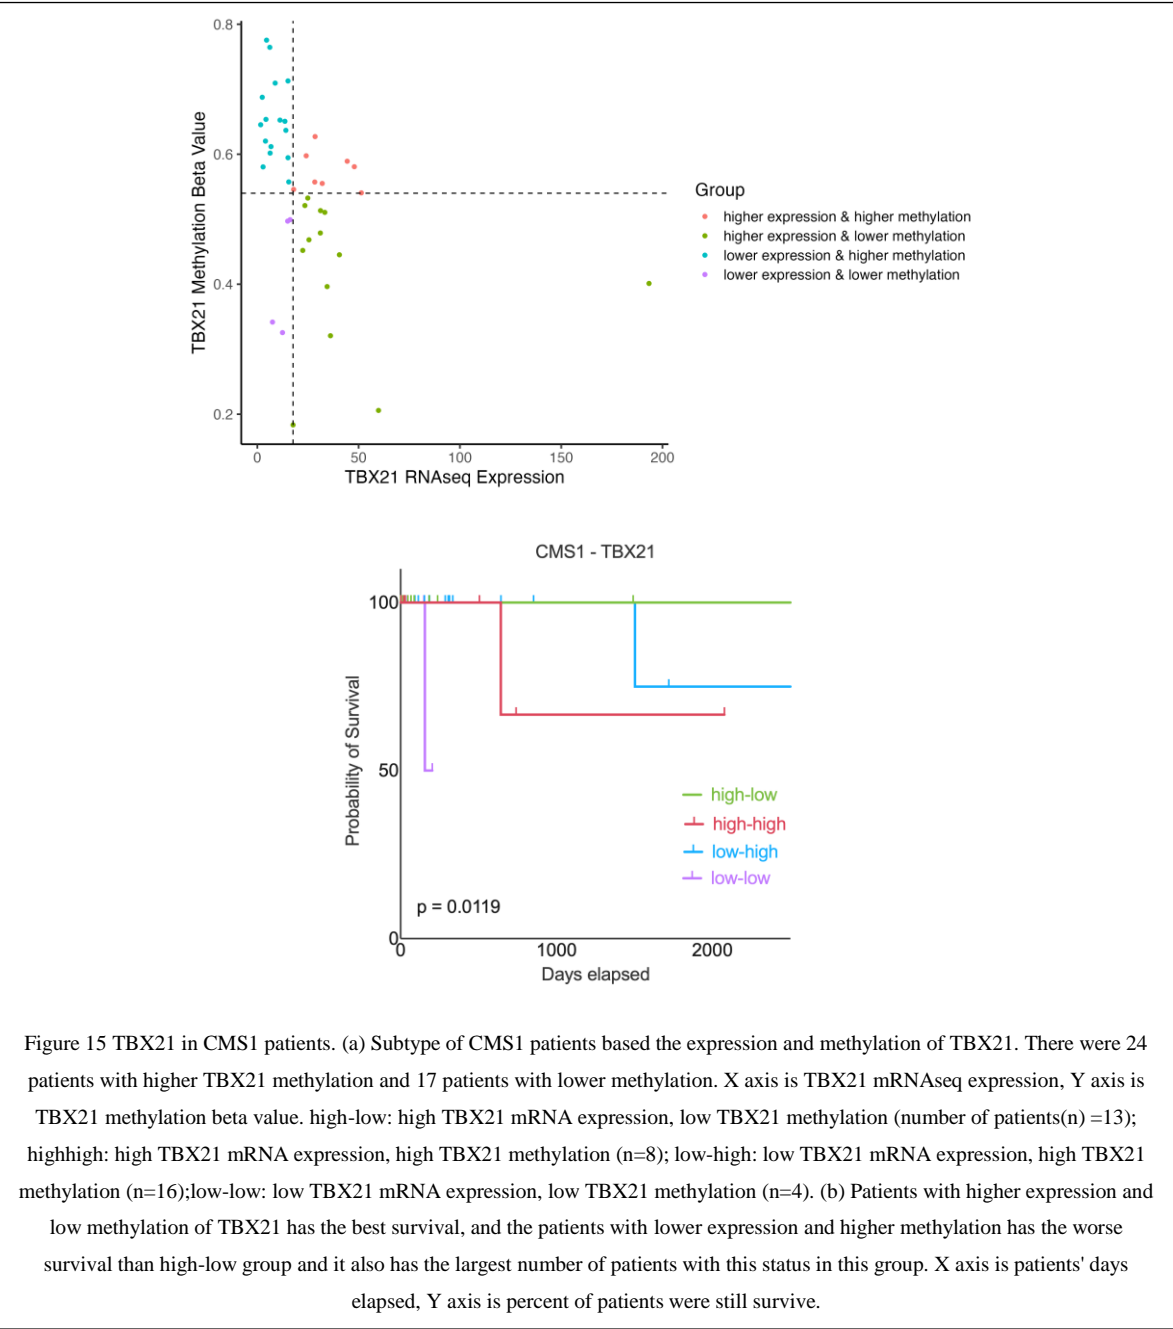 0.8
0.6
0.4
0.2
TBX21 Methylation Beta Value
0
50
100
150
200
TBX21 RNAseq Expression
Group
higher expression & higher methylation
higher expression & lower methylation
lower expression & higher methylation
lower expression & lower methylation
CMS1 - TBX21
100
50
0
Probability of Survival
high-low
high-high
low-high
low-low
p = 0.0119
0
1000
2000
Days elapsed
Figure 15 TBX21 in CMS1 patients. (a) Subtype of CMS1 patients based the expression and methylation of TBX21. There were 24
patients with higher TBX21 methylation and 17 patients with lower methylation. X axis is TBX21 mRNAseq expression, Y axis is
TBX21 methylation beta value. high-low: high TBX21 mRNA expression, low TBX21 methylation (number of patients(n) =13);
highhigh: high TBX21 mRNA expression, high TBX21 methylation (n=8); low-high: low TBX21 mRNA expression, high TBX21
methylation (n=16);low-low: low TBX21 mRNA expression, low TBX21 methylation (n=4). (b) Patients with higher expression and
low methylation of TBX21 has the best survival, and the patients with lower expression and higher methylation has the worse
survival than high-low group and it also has the largest number of patients with this status in this group. X axis is patients' days
elapsed, Y axis is percent of patients were still survive.